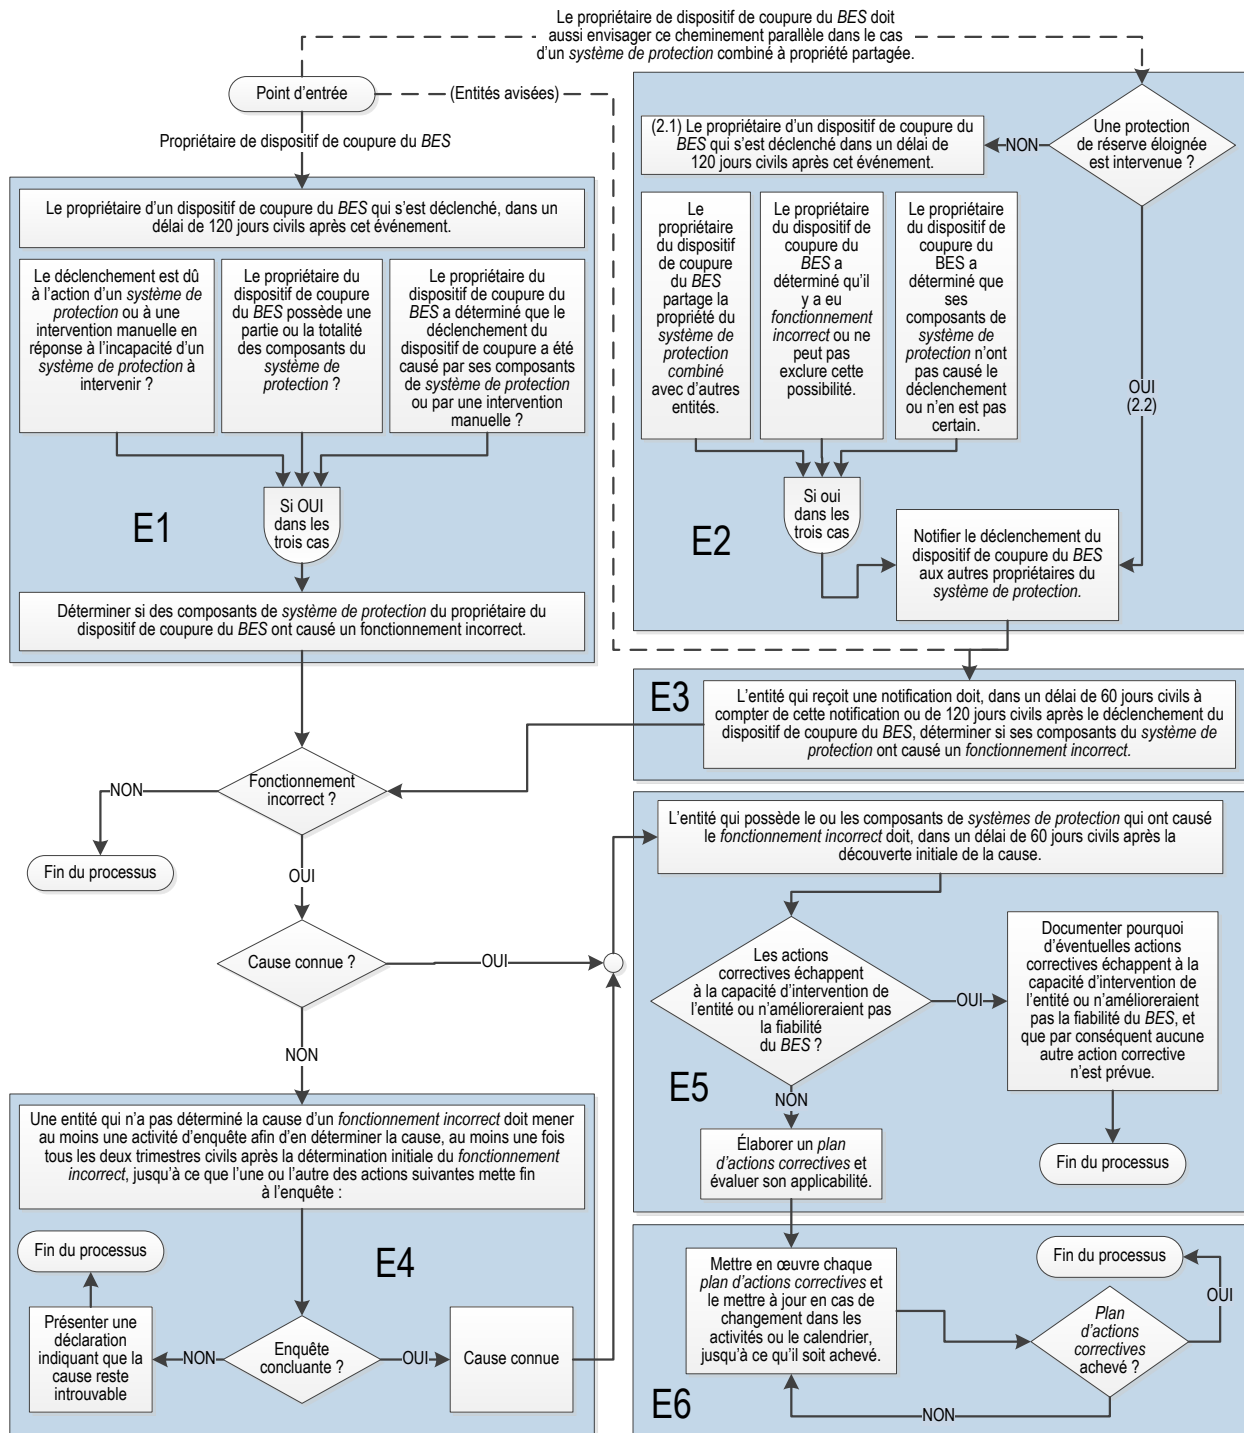 Le propriétaire de dispositif de coupure du BES doit
aussi envisager ce cheminement parallèle dans le cas
d'un système de protection combiné à propriété partagée.
Point d'entrée
(Entités avisées)
Propriétaire de dispositif de coupure du BES
Le propriétaire d'un dispositif de coupure du BES qui s'est déclenché, dans un
délai de 120 jours civils après cet événement.
Le déclenchement est dû
à l'action d'un système de
protection ou à une
intervention manuelle en
réponse à l'incapacité d'un
système de protection à
intervenir ?
Le propriétaire du
dispositif de coupure
du BES possède une
partie ou la totalité
des composants du
système de
protection ?
Le propriétaire du
dispositif de coupure du
BES a déterminé que le
déclenchement du
dispositif de coupure a été
causé par ses composants
de système de protection
ou par une intervention
manuelle ?
Si OUI
dans les
trois cas
E1
Déterminer si des composants de système de protection du propriétaire du
dispositif de coupure du BES ont causé un fonctionnement incorrect.
(2.1) Le propriétaire d'un dispositif de coupure du
BES qui s'est déclenché dans un délai de
120 jours civils après cet événement.
NON
Une protection
de réserve éloignée
est intervenue ?
Le
propriétaire
du dispositif
de coupure
du BES
partage la
propriété du
système de
protection
combiné
avec d'autres
entités.
Le propriétaire
du dispositif de
coupure du
BES a
déterminé qu'il
y a eu
fonctionnement
incorrect ou ne
peut pas
exclure cette
possibilité.
Le propriétaire
du dispositif de
coupure du
BES a
déterminé que
ses
composants de
système de
protection n'ont
pas causé le
déclenchement
ou n'en est pas
certain.
OUI
(2.2)
Si oui
dans les
trois cas
E2
Notifier le déclenchement du
dispositif de coupure du BES
aux autres propriétaires du
système de protection.
E3
L'entité qui reçoit une notification doit, dans un délai de 60 jours civils à
compter de cette notification ou de 120 jours civils après le déclenchement du
dispositif de coupure du BES, déterminer si ses composants du système de
protection ont causé un fonctionnement incorrect.
Fonctionnement
incorrect ?
NON
Fin du processus
OUI
Cause connue ?
OUI
NON
L'entité qui possède le ou les composants de systèmes de protection qui ont causé
le fonctionnement incorrect doit, dans un délai de 60 jours civils après la
découverte initiale de la cause.
Les actions
correctives échappent
à la capacité d'intervention de
l'entité ou n'amélioreraient pas
la fiabilité
du BES ?
OUI
Documenter pourquoi
d'éventuelles actions
correctives échappent à la
capacité d'intervention de
l'entité ou n'amélioreraient
pas la fiabilité du BES, et
que par conséquent aucune
autre action corrective
n'est prévue.
E5
NON
Élaborer un plan
d'actions correctives et
évaluer son applicabilité.
Fin du processus
Une entité qui n'a pas déterminé la cause d'un fonctionnement incorrect doit mener
au moins une activité d'enquête afin d'en déterminer la cause, au moins une fois
tous les deux trimestres civils après la détermination initiale du fonctionnement
incorrect, jusqu'à ce que l'une ou l'autre des actions suivantes mette fin
à l'enquête :
Fin du processus
E4
Présenter une
déclaration
indiquant que la
cause reste
introuvable
NON
Enquête
concluante ?
OUI
Cause connue
Mettre en œuvre chaque
plan d'actions correctives et
le mettre à jour en cas de
changement dans les
activités ou le calendrier,
jusqu'à ce qu'il soit achevé.
Fin du processus
OUI
Plan
d'actions
correctives
achevé ?
NON
E6